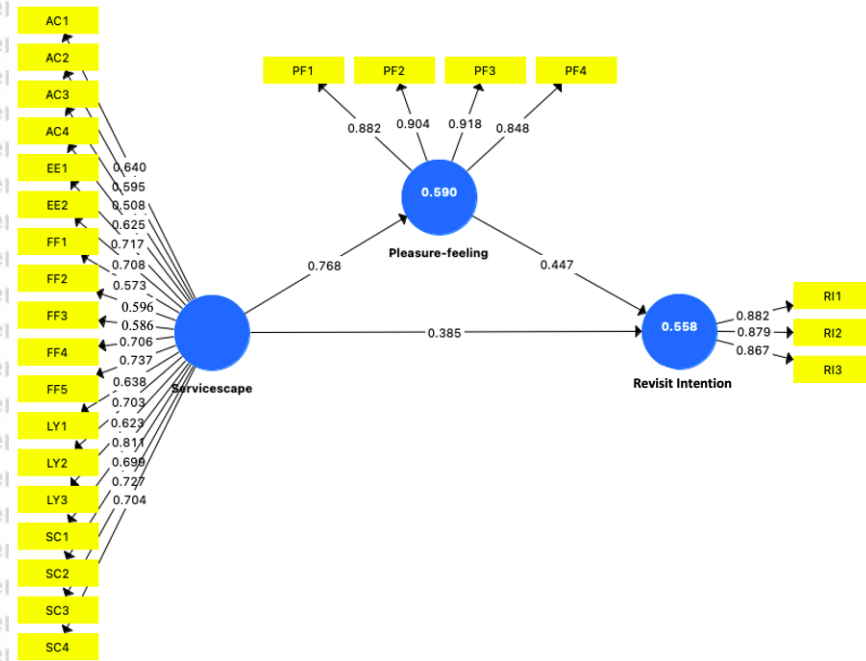 AC1
AC2
AC3
AC4
EE1
EE2
FF1
FF2
FF3
FF4
FF5
LY1
LY2
LY3
SC1
SC2
SC3
SC4
0.640
0.595
0.508
0.625
0.717
0.708
0.573
0.596
0.586
0.706
0.737
0.638
0.703
0.623
0.811
0.699
0.727
0.704
Servicescape
PF1 PF2 PF3 PF4
0.882 0.904 0.918 0.848
0.590
Pleasure-feeling
0.768
0.447
0.385
0.558
Revisit Intention
0.882
0.879
0.867
RI1
RI2
RI3